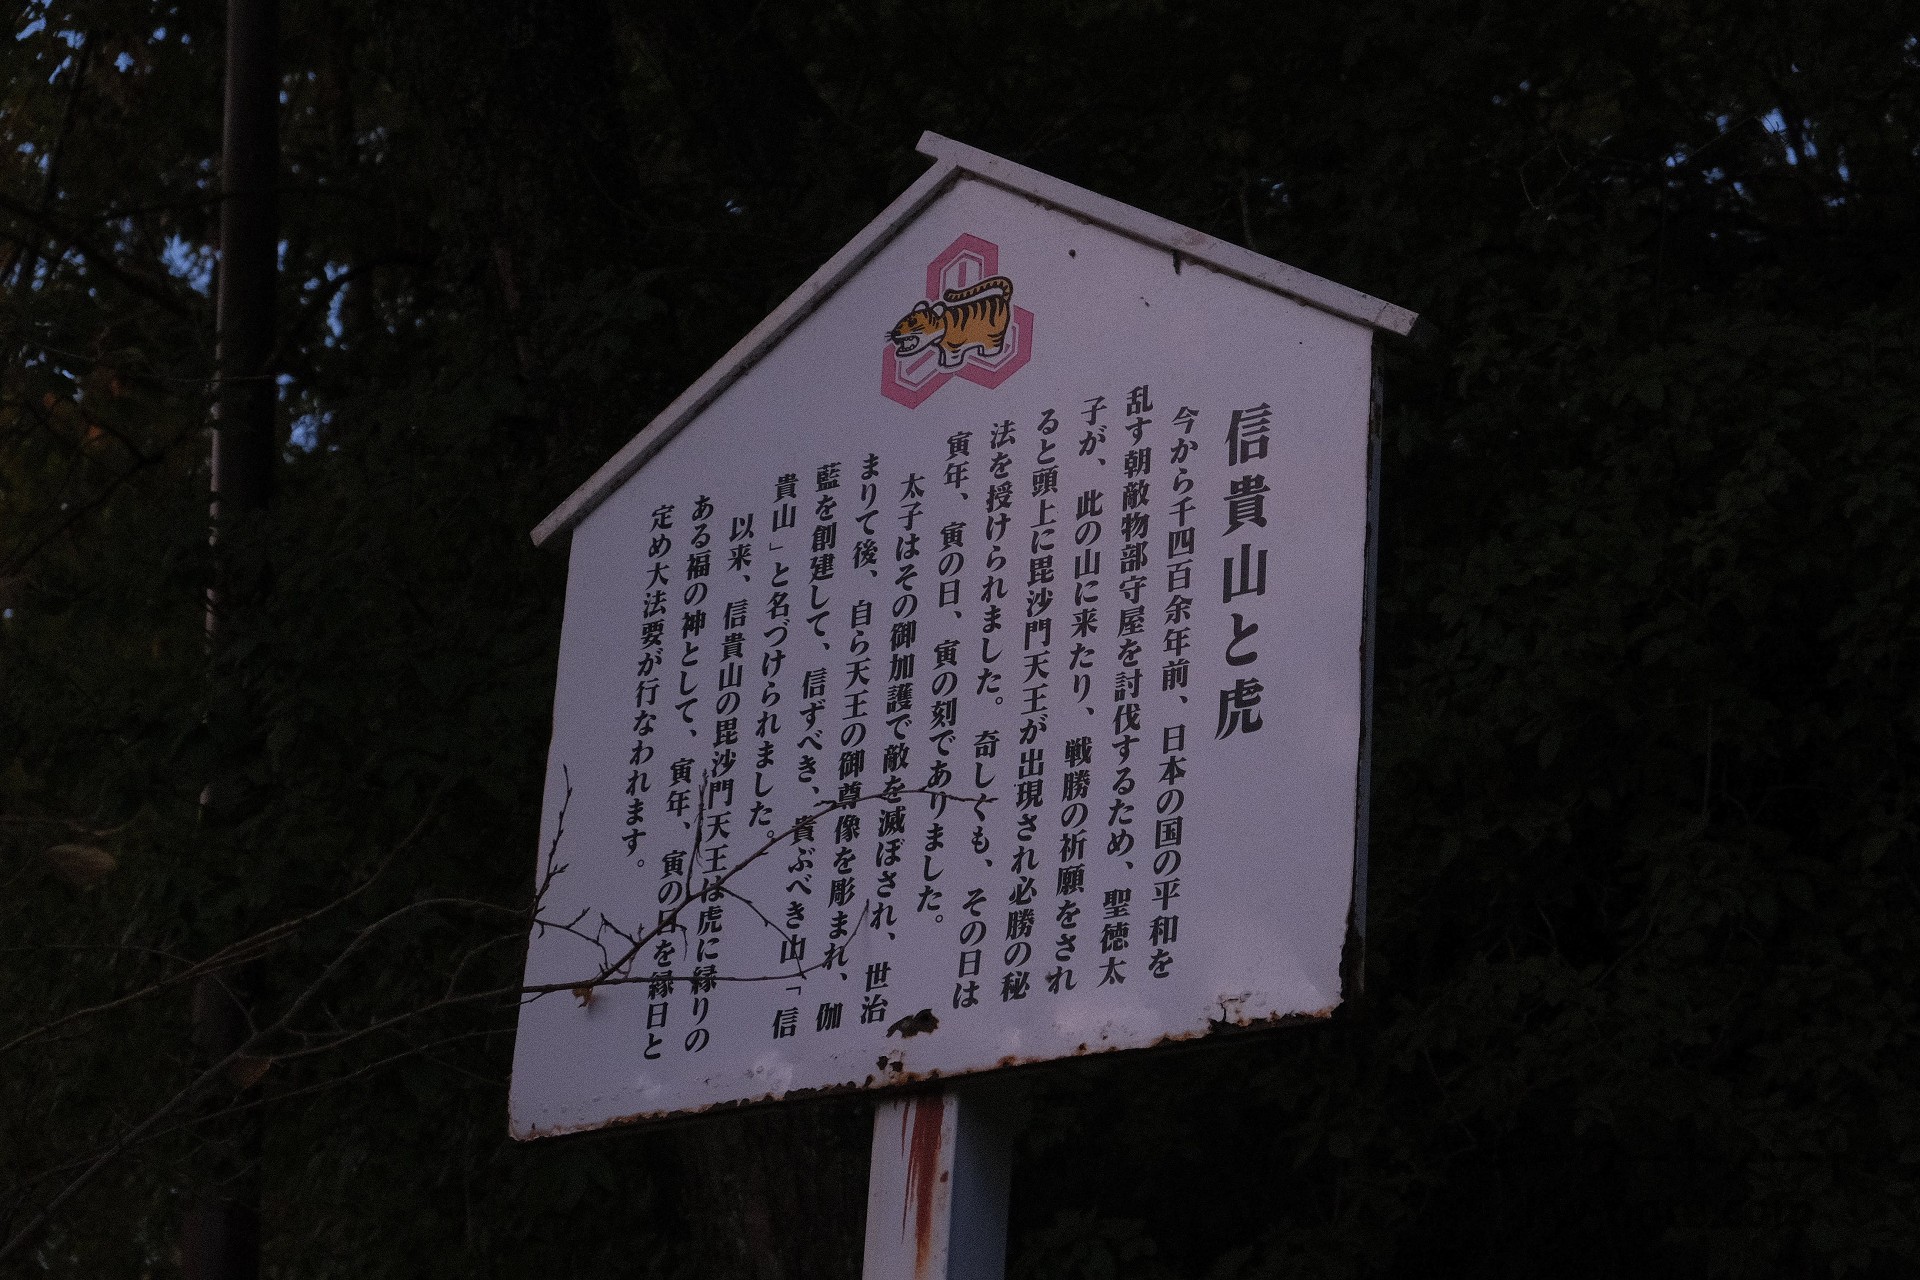 信貴山と虎
今から千四百余年前、日本の国の平和を
乱す朝敵物部守屋を討伐するため、聖徳太
子が、此の山に来たり、戦勝の祈願をされ
ると頭上に毘沙門天王が出現され必勝の秘
法を授けられました。奇しくも、その日は
寅年、寅の日、寅の刻でありました。
太子はその御加護で敵を滅ぼされ、世治
まりて後、自ら天王の御尊像を彫まれ、伽
藍を創建して、信ずべき、貴ぶべき山「信
貴山」と名づけられました。
以来、信貴山の毘沙門天王は虎に縁りの
ある福の神として、寅年、寅の日を縁日と
定め大法要が行なわれます。